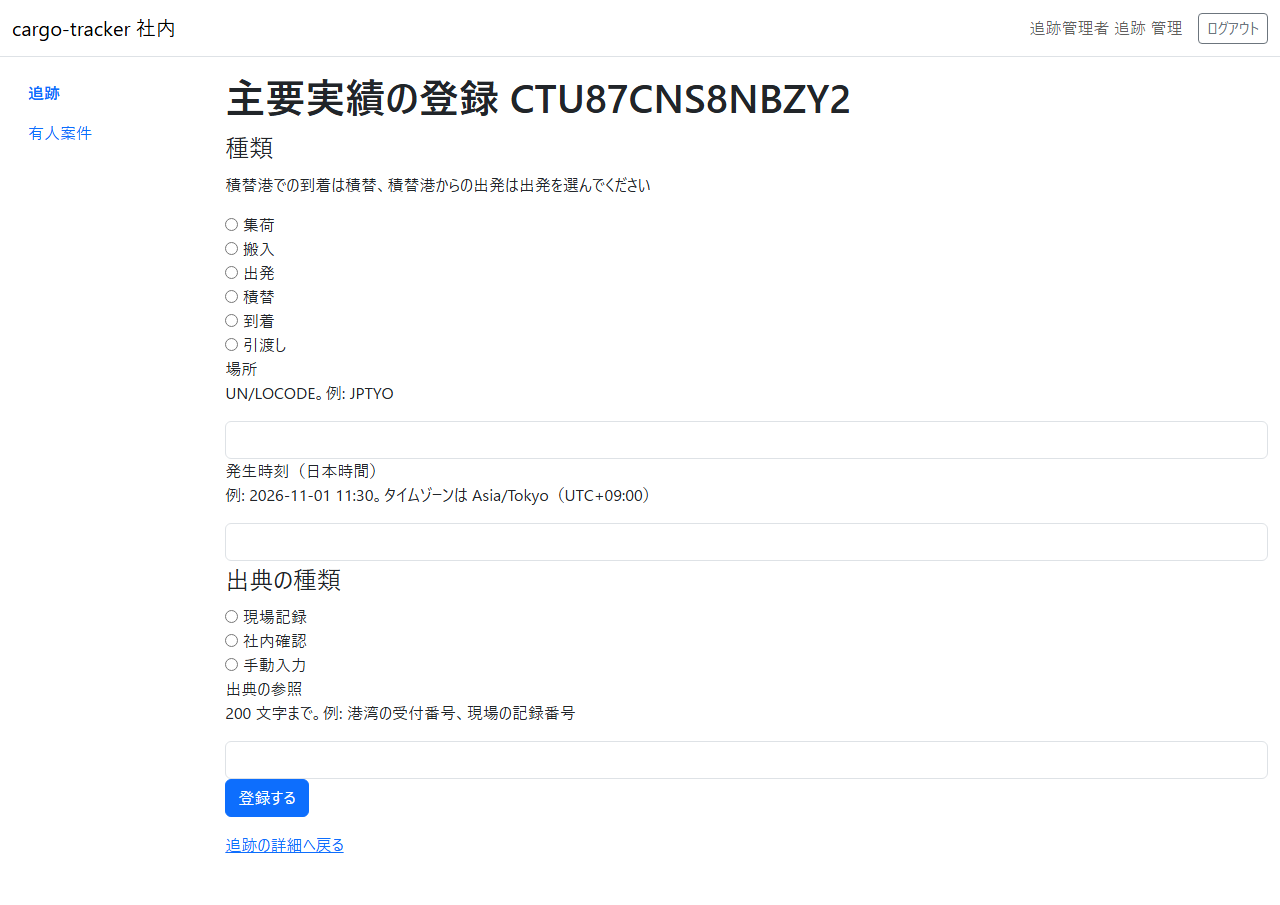 cargo-tracker 社内
追跡管理者 追跡 管理
ログアウト
追跡
有人案件
主要実績の登録 CTU87CNS8NBZY2
種類
積替港での到着は積替、積替港からの出発は出発を選んでください
集荷
搬入
出発
積替
到着
引渡し
場所
UN/LOCODE。例: JPTYO
発生時刻（日本時間）
例: 2026-11-01 11:30。タイムゾーンは Asia/Tokyo（UTC+09:00）
出典の種類
現場記録
社内確認
手動入力
出典の参照
200 文字まで。例: 港湾の受付番号、現場の記録番号
登録する
追跡の詳細へ戻る